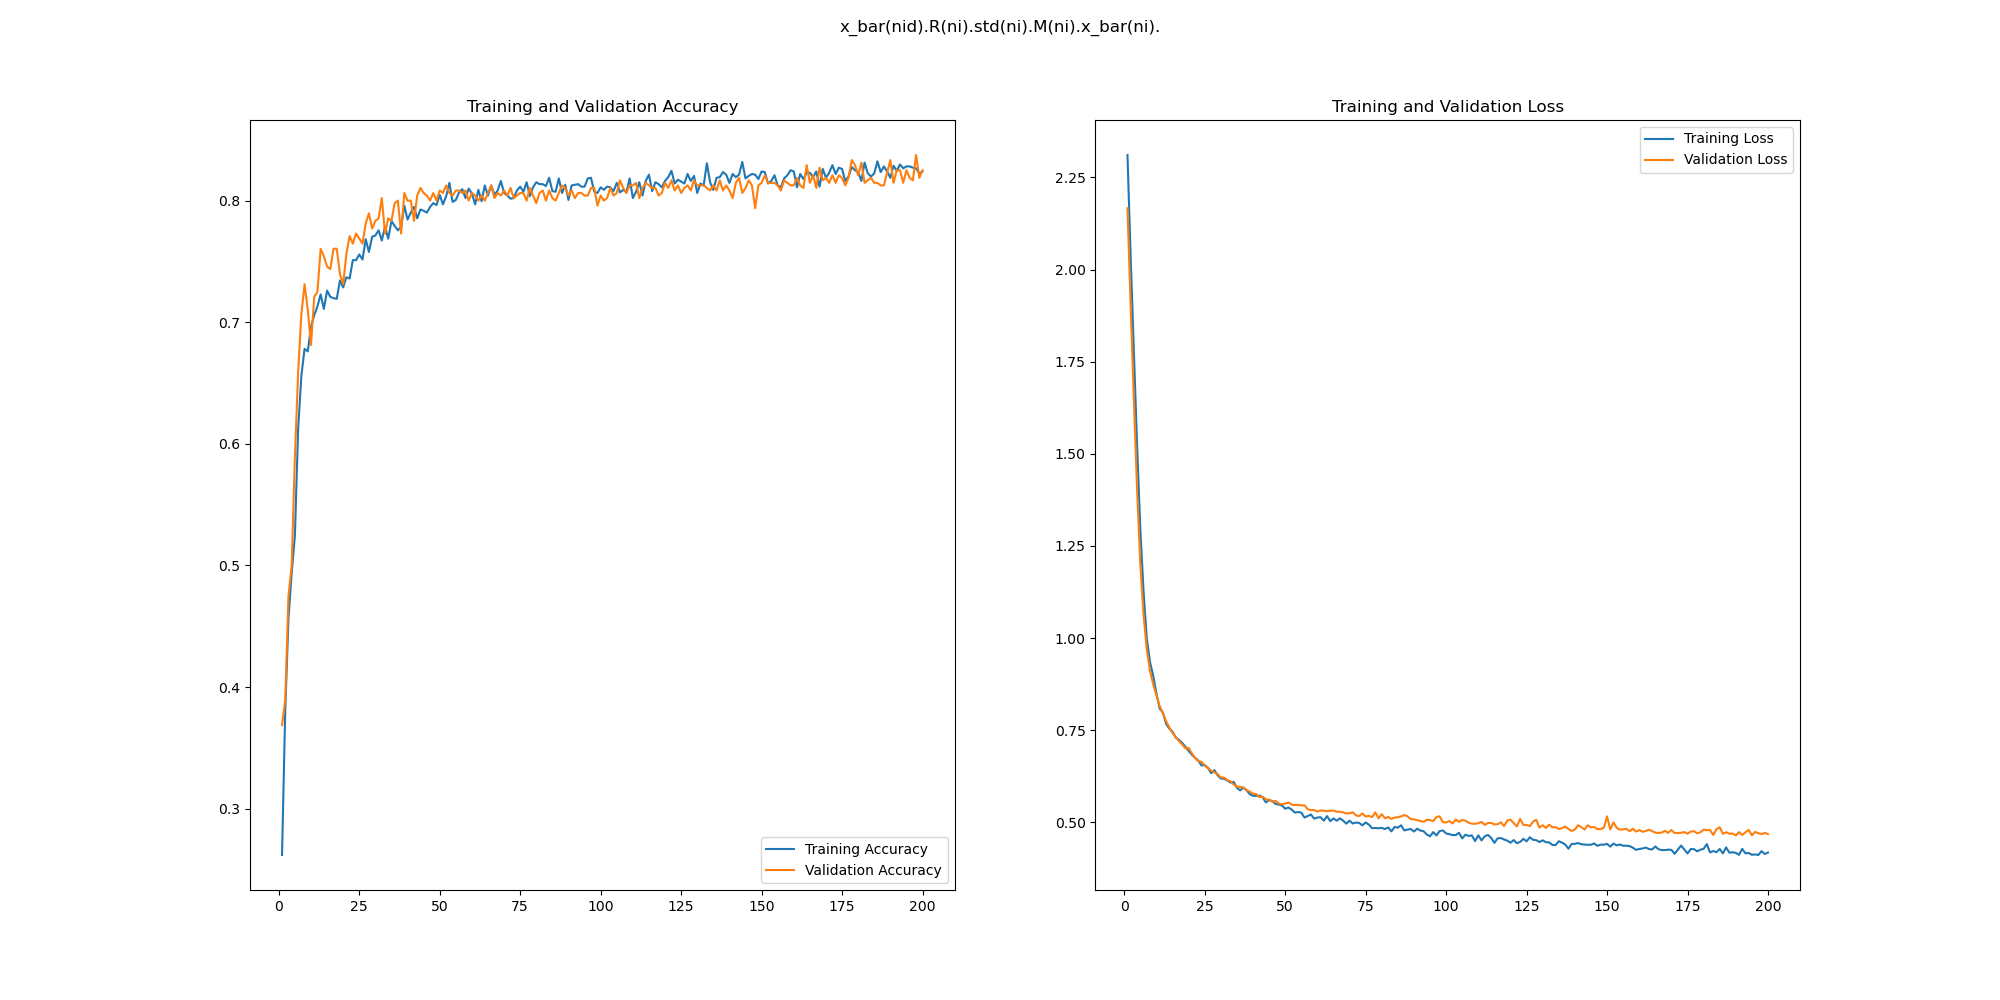 x_bar(nid).R(ni).std(ni).M(ni).x_bar(ni).
Training and Validation Accuracy
0.8
0.7
0.6
0.5
0.4
0.3
0 25 50 75 100 125 150 175 200
Training Accuracy
Validation Accuracy
Training and Validation Loss
2.25
2.00
1.75
1.50
1.25
1.00
0.75
0.50
0 25 50 75 100 125 150 175 200
Training Loss
Validation Loss